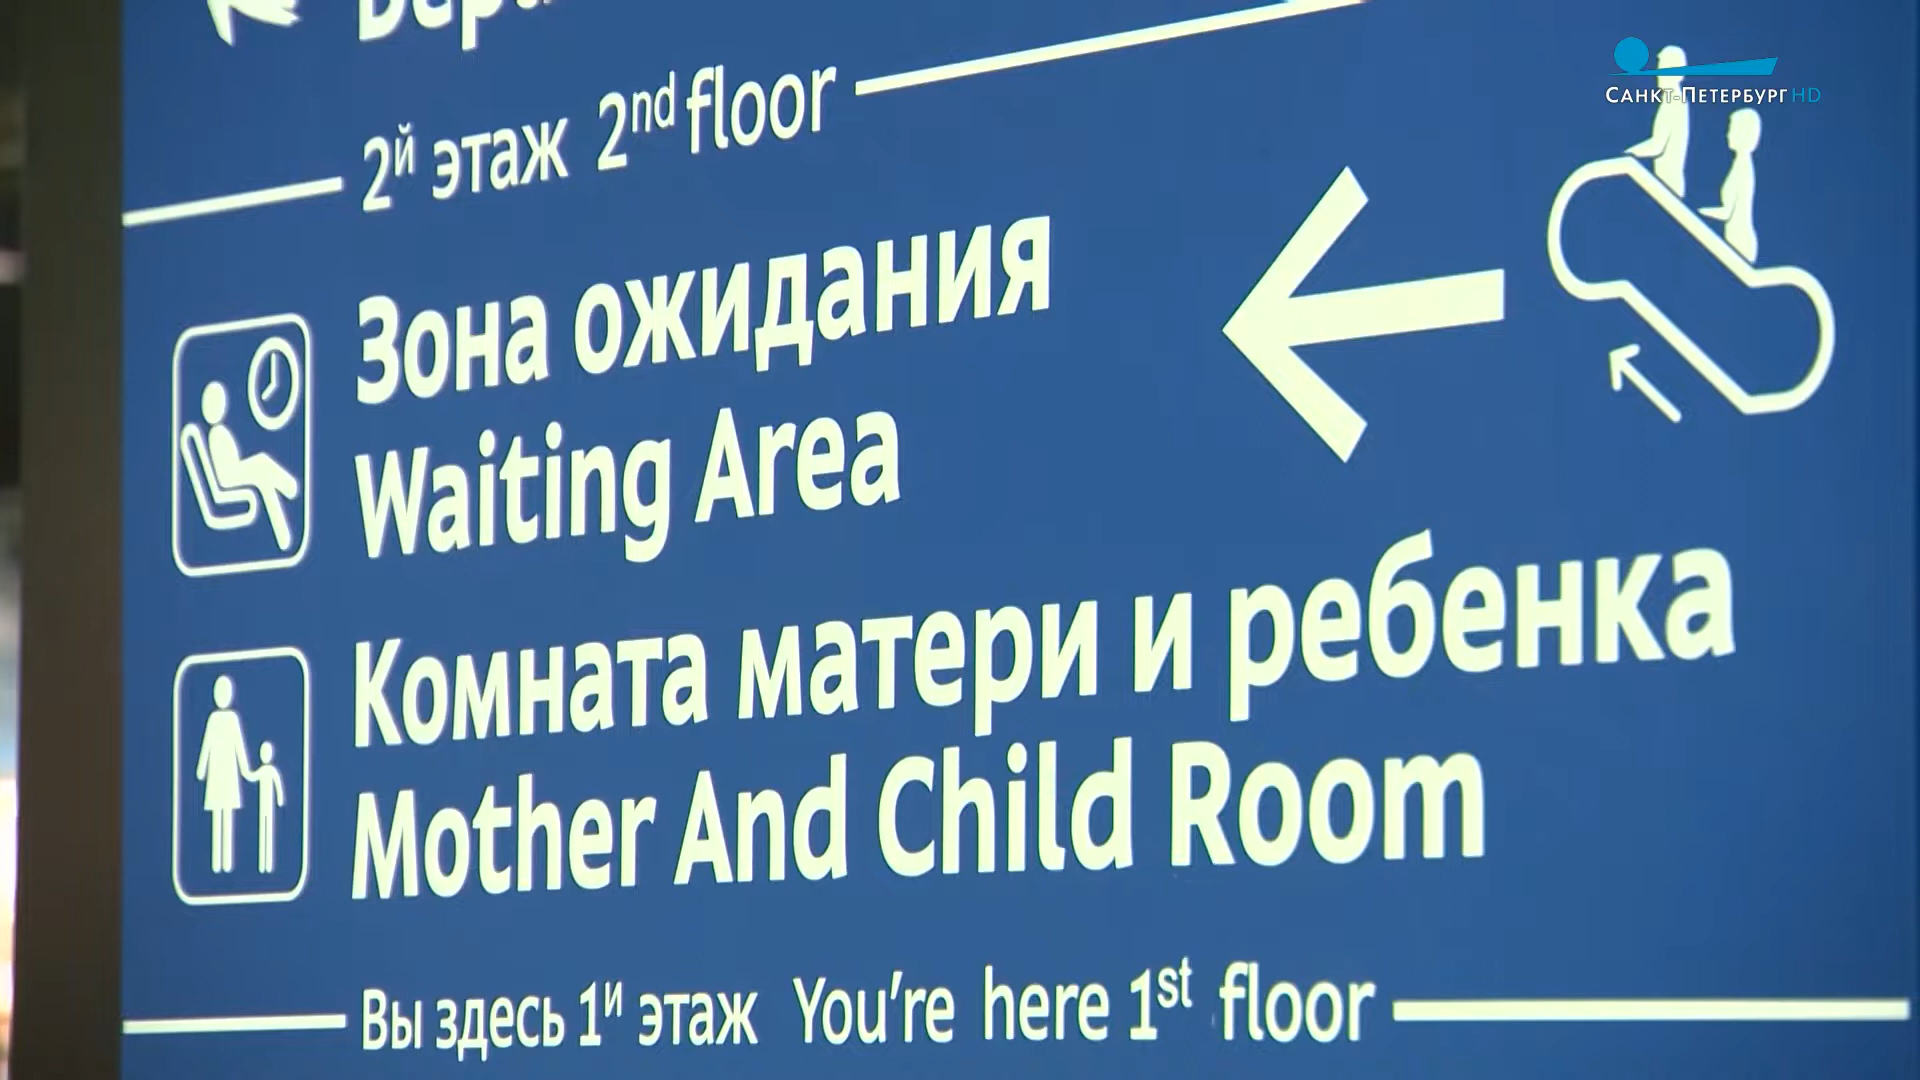 САНКТ-ПЕТЕРБУРГ HD
2й этаж 2nd floor
Зона ожидания
Waiting Area
Комната матери и ребенка
Mother And Child Room
Вы здесь 1и этаж You're here 1st floor